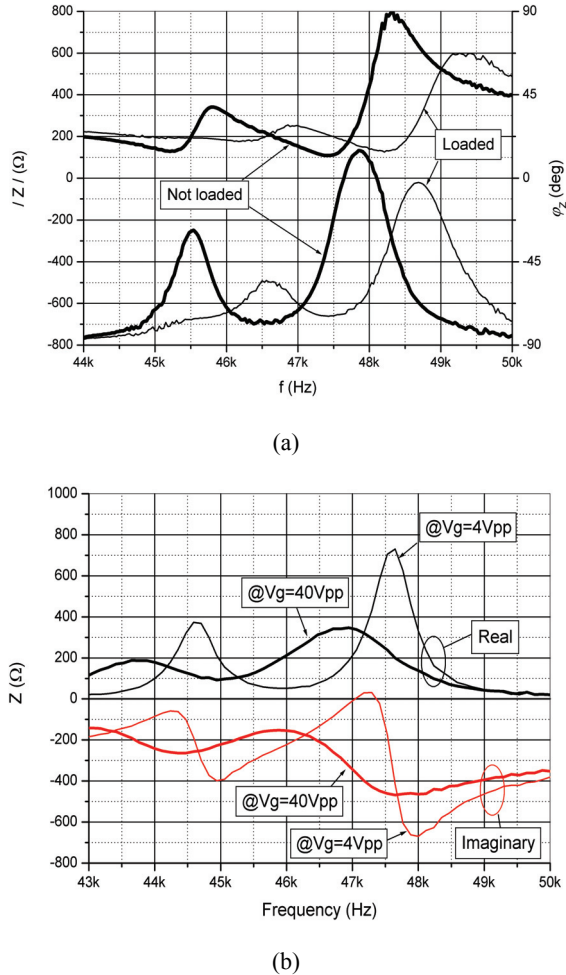 800
600
400
200
0
-200
-400
-600
-800
/ Z / (Ω)
90
45
0
-45
-90
φZ (deg)
Loaded
Not loaded
44k 45k 46k 47k 48k 49k 50k
f (Hz)
(a)
1000
800
600
400
200
0
-200
-400
-600
-800
Z (Ω)
@Vg=4Vpp
@Vg=40Vpp
Real
@Vg=40Vpp
@Vg=4Vpp
Imaginary
43k 44k 45k 46k 47k 48k 49k 50k
Frequency (Hz)
(b)